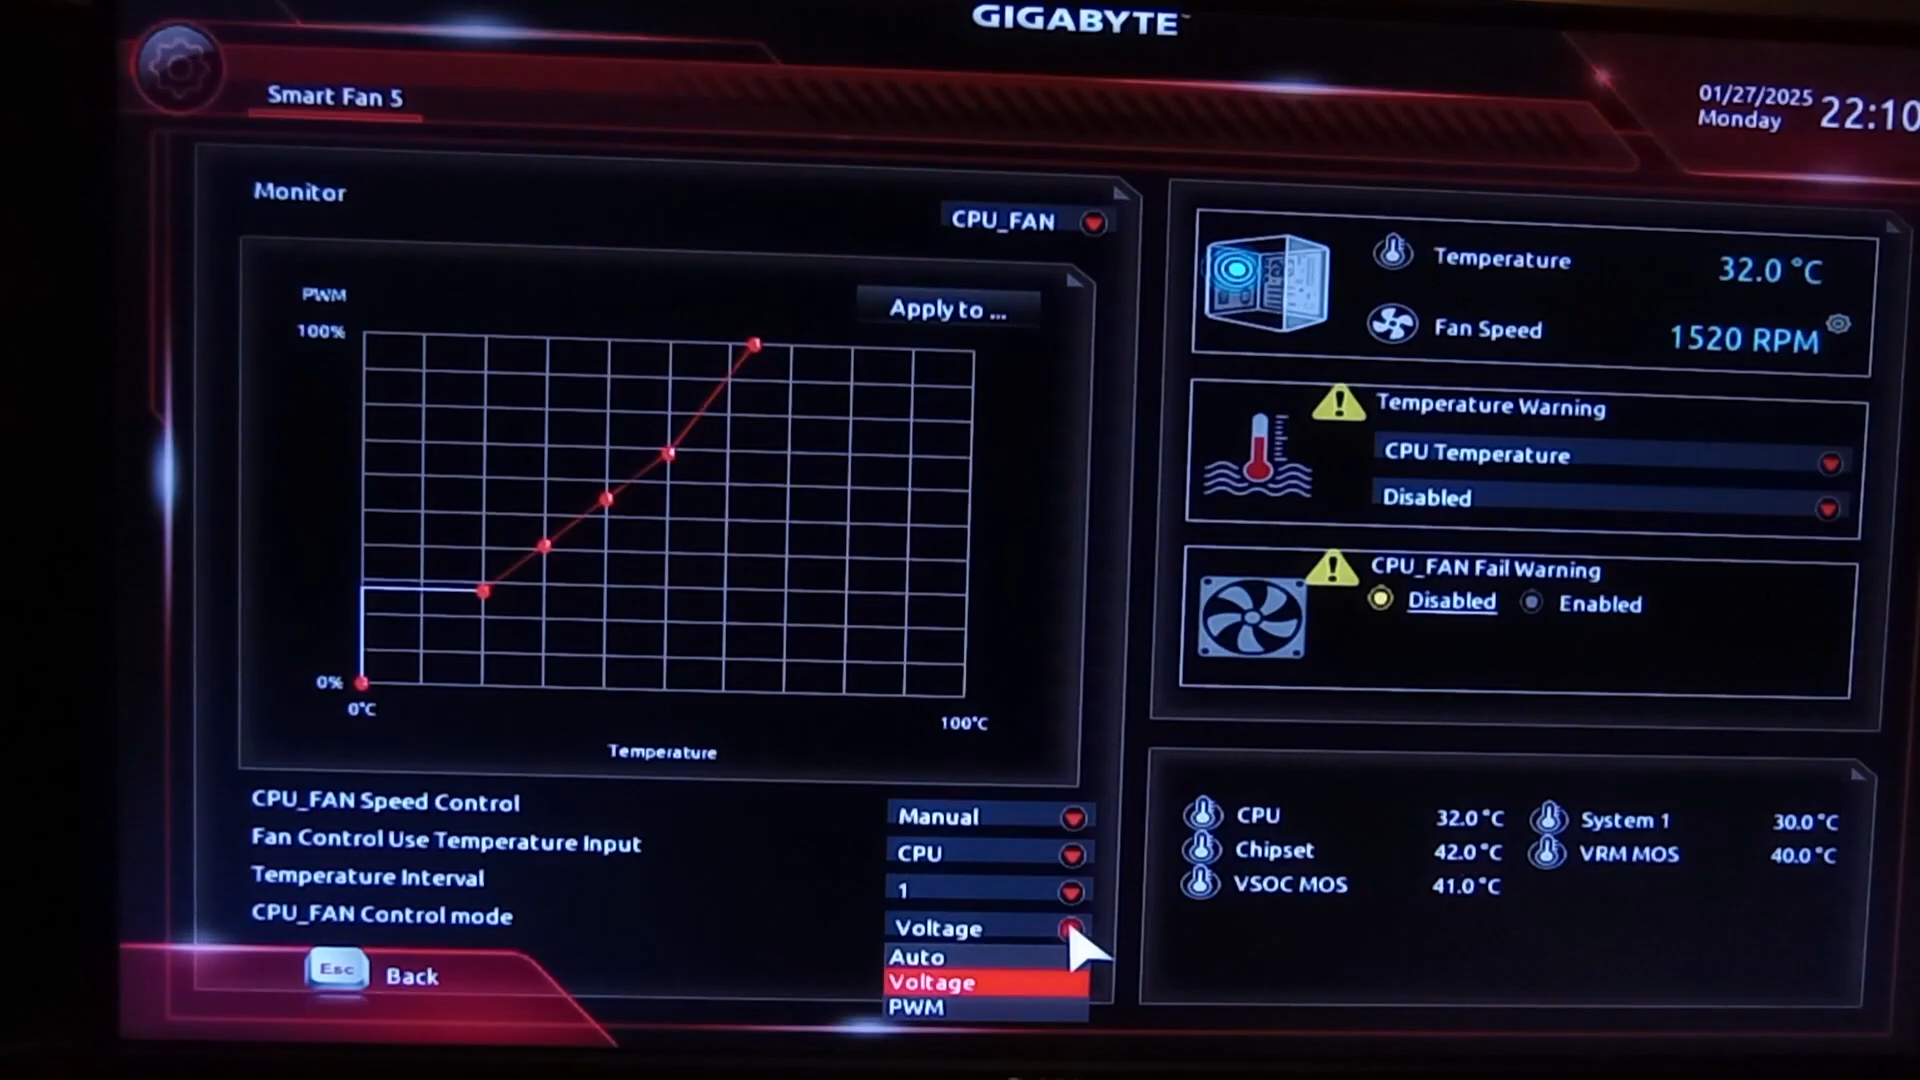 GIGABYTE
Smart Fan 5
01/27/2025
Monday
22:10
Monitor
CPU_FAN
PWM
Apply to ...
100%
0%
0°C
100°C
Temperature
CPU_FAN Speed Control
Manual
Fan Control Use Temperature Input
CPU
Temperature Interval
1
CPU_FAN Control mode
Voltage
Auto
Voltage
PWM
Esc Back
Temperature 32.0 °C
Fan Speed 1520 RPM
Temperature Warning
CPU Temperature
Disabled
CPU_FAN Fail Warning
Disabled Enabled
CPU 32.0 °C System 1 30.0 °C
Chipset 42.0 °C VRM MOS 40.0 °C
VSOC MOS 41.0 °C